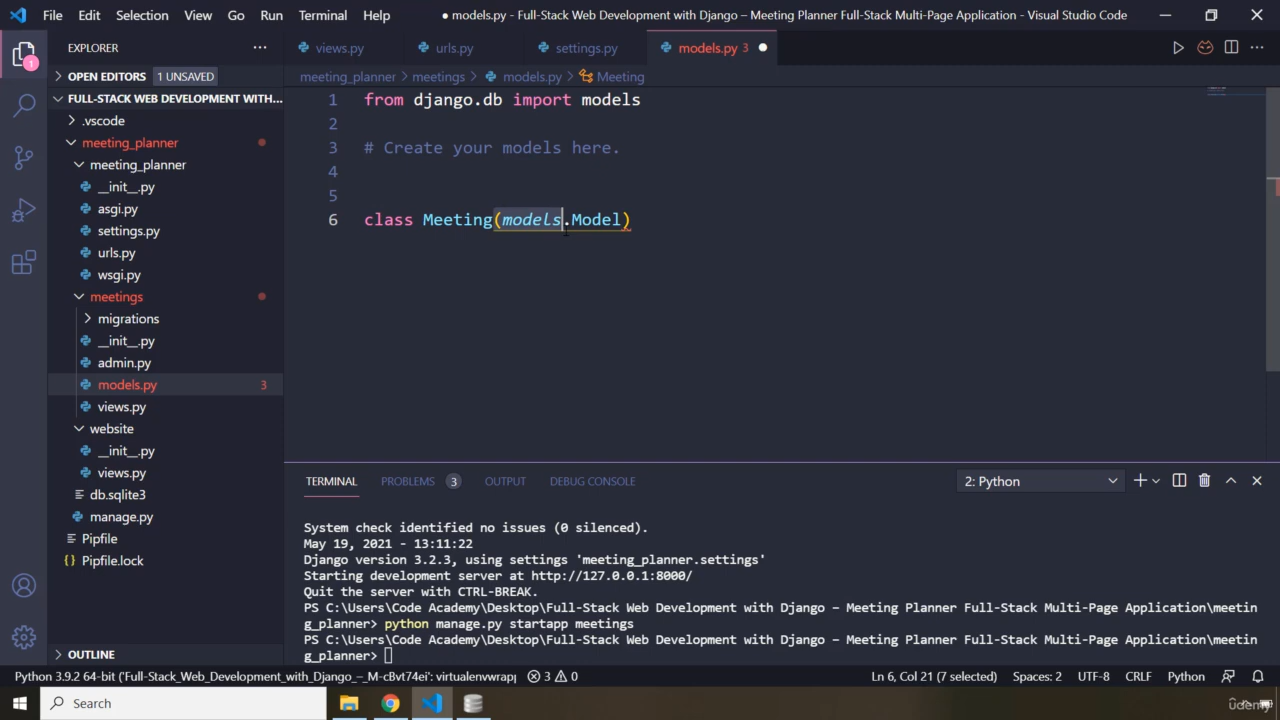 File Edit Selection View Go Run Terminal Help
● models.py - Full-Stack Web Development with Django – Meeting Planner Full-Stack Multi-Page Application - Visual Studio Code
EXPLORER
views.py urls.py settings.py models.py 3
OPEN EDITORS 1 UNSAVED
meeting_planner > meetings > models.py > Meeting
FULL-STACK WEB DEVELOPMENT WITH...
.vscode
meeting_planner
meeting_planner
__init__.py
asgi.py
settings.py
urls.py
wsgi.py
meetings
migrations
__init__.py
admin.py
models.py 3
views.py
website
__init__.py
views.py
db.sqlite3
manage.py
Pipfile
Pipfile.lock
OUTLINE
1 from django.db import models
2
3 # Create your models here.
4
5
6 class Meeting(models.Model)
TERMINAL PROBLEMS 3 OUTPUT DEBUG CONSOLE 2: Python
System check identified no issues (0 silenced).
May 19, 2021 - 13:11:22
Django version 3.2.3, using settings 'meeting_planner.settings'
Starting development server at http://127.0.0.1:8000/
Quit the server with CTRL-BREAK.
PS C:\Users\Code Academy\Desktop\Full-Stack Web Development with Django – Meeting Planner Full-Stack Multi-Page Application\meetin
g_planner> python manage.py startapp meetings
PS C:\Users\Code Academy\Desktop\Full-Stack Web Development with Django – Meeting Planner Full-Stack Multi-Page Application\meetin
g_planner>
Python 3.9.2 64-bit ('Full-Stack_Web_Development_with_Django_-_M-cBvt74ei': virtualenvwrapp 3 0 Ln 6, Col 21 (7 selected) Spaces: 2 UTF-8 CRLF Python
Search
udemy